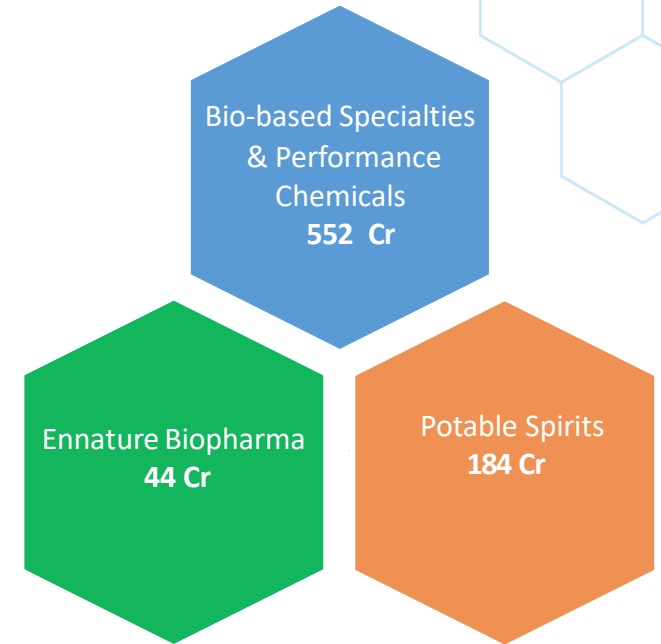 Bio-based Specialties
& Performance
Chemicals
552 Cr
Ennature Biopharma
44 Cr
Potable Spirits
184 Cr